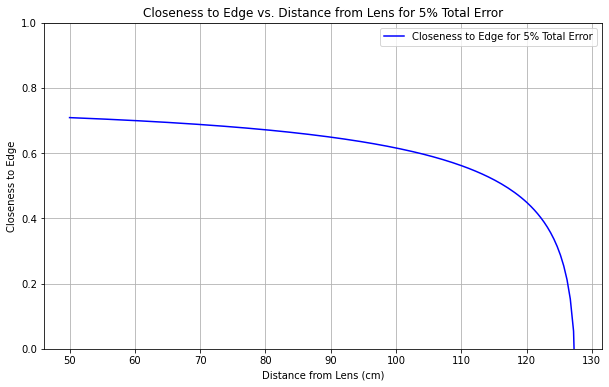 Closeness to Edge vs. Distance from Lens for 5% Total Error
Closeness to Edge for 5% Total Error
1.0
0.8
0.6
0.4
0.2
0.0
Closeness to Edge
50 60 70 80 90 100 110 120 130
Distance from Lens (cm)